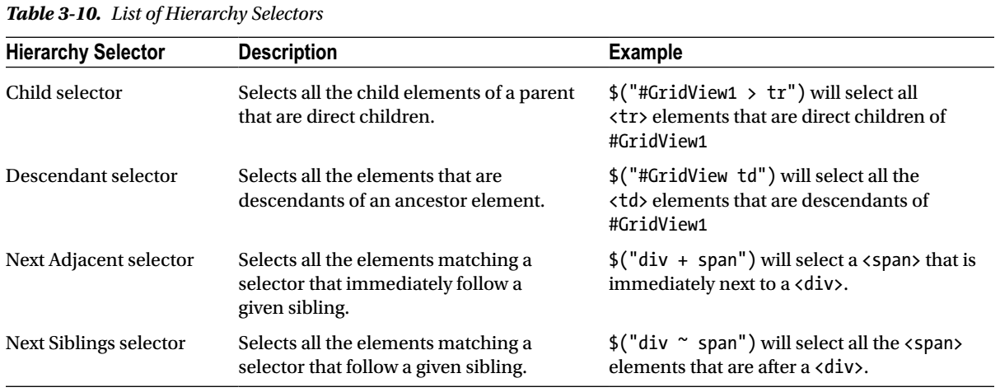 Table 3-10. List of Hierarchy Selectors
Hierarchy Selector Description Example
Child selector Selects all the child elements of a parent $("#GridView1 > tr") will select all
that are direct children. <tr> elements that are direct children of
#GridView1
Descendant selector Selects all the elements that are $("#GridView td") will select all the
descendants of an ancestor element. <td> elements that are descendants of
#GridView1
Next Adjacent selector Selects all the elements matching a $("div + span") will select a <span> that is
selector that immediately follow a immediately next to a <div>.
given sibling.
Next Siblings selector Selects all the elements matching a $("div ~ span") will select all the <span>
selector that follow a given sibling. elements that are after a <div>.